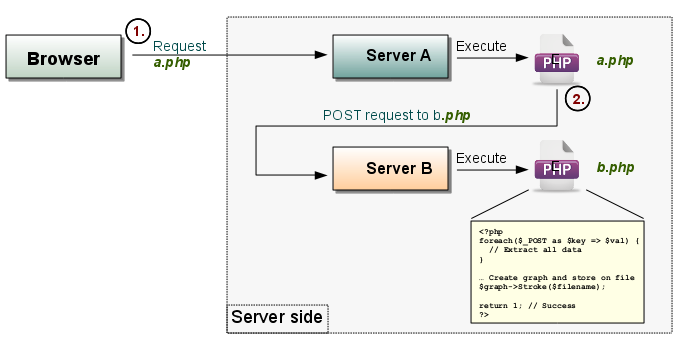 1.
Request
a.php
Browser
Server A
Execute
PHP
a.php
2.
POST request to b.php
Server B
Execute
PHP
b.php
<?php
foreach($_POST as $key => $val) {
// Extract all data
}
… Create graph and store on file
$graph->Stroke($filename);
return 1; // Success
?>
Server side